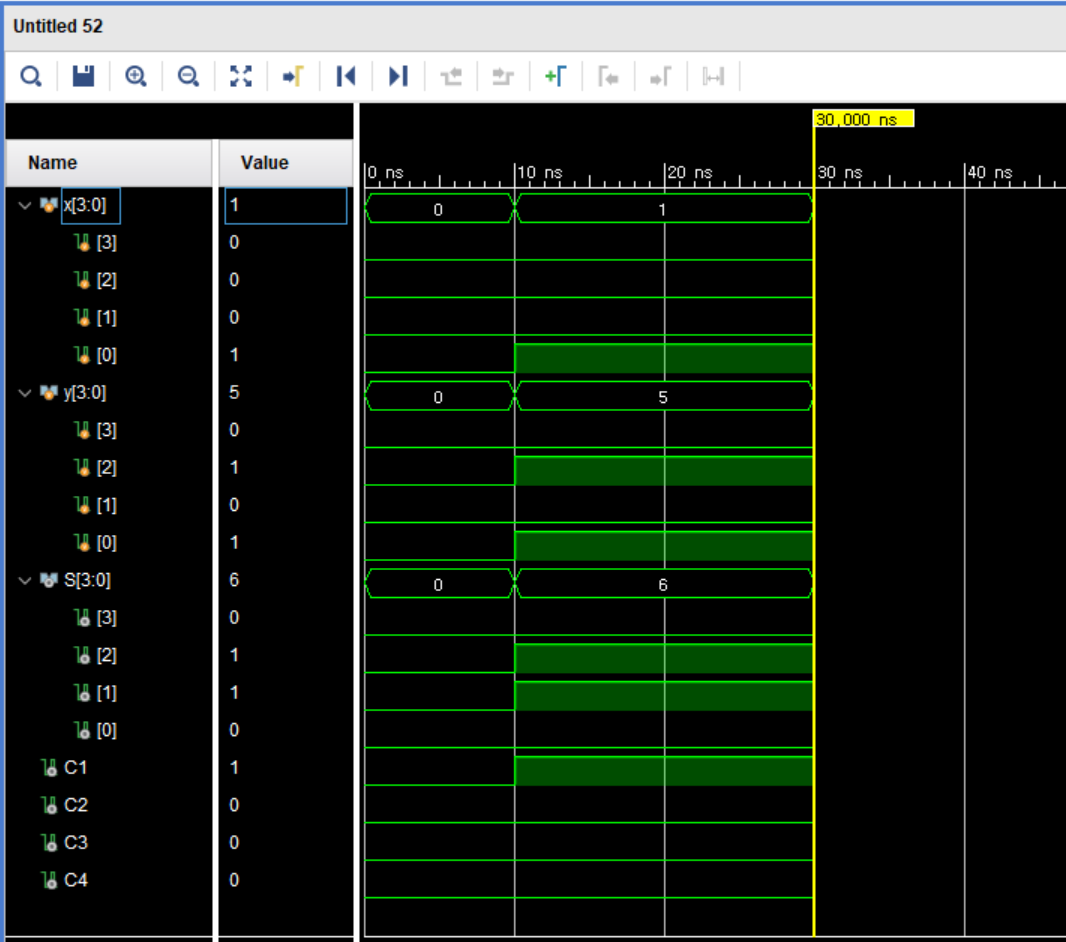 Untitled 52
30,000 ns
Name Value 0 ns 10 ns 20 ns 30 ns 40 ns
x[3:0] 1 0 1
[3] 0
[2] 0
[1] 0
[0] 1
y[3:0] 5 0 5
[3] 0
[2] 1
[1] 0
[0] 1
S[3:0] 6 0 6
[3] 0
[2] 1
[1] 1
[0] 0
C1 1
C2 0
C3 0
C4 0